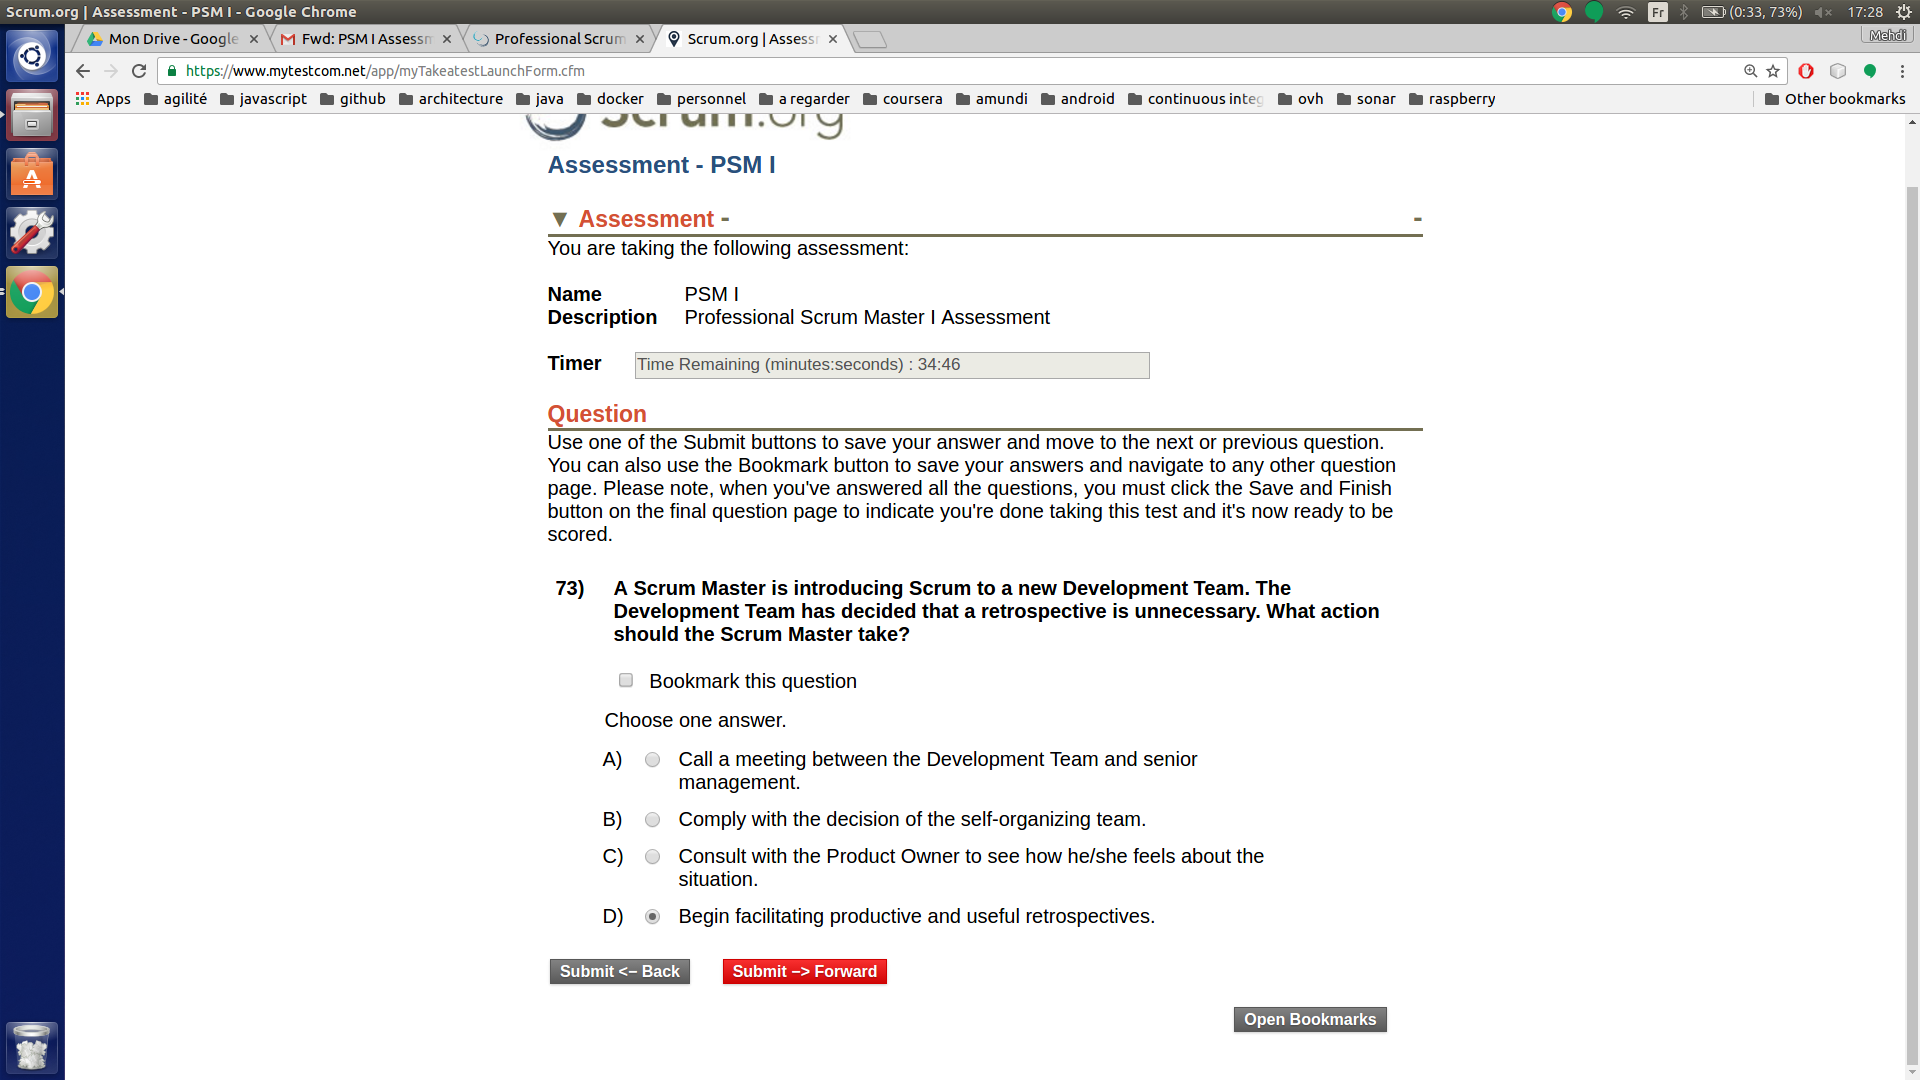 Scrum.org | Assessment - PSM I - Google Chrome
Fr
(0:33, 73%)
17:28
Mon Drive - Google
Fwd: PSM I Assessm
Professional Scrum
Scrum.org | Assess
Mehdi
https://www.mytestcom.net/app/myTakeatestLaunchForm.cfm
Apps agilité javascript github architecture java docker personnel a regarder coursera amundi android continuous integ ovh sonar raspberry Other bookmarks
Scrum.org
Assessment - PSM I
▼ Assessment - -
You are taking the following assessment:
Name PSM I
Description Professional Scrum Master I Assessment
Timer Time Remaining (minutes:seconds) : 34:46
Question
Use one of the Submit buttons to save your answer and move to the next or previous question.
You can also use the Bookmark button to save your answers and navigate to any other question
page. Please note, when you've answered all the questions, you must click the Save and Finish
button on the final question page to indicate you're done taking this test and it's now ready to be
scored.
73) A Scrum Master is introducing Scrum to a new Development Team. The
Development Team has decided that a retrospective is unnecessary. What action
should the Scrum Master take?
Bookmark this question
Choose one answer.
A) Call a meeting between the Development Team and senior
management.
B) Comply with the decision of the self-organizing team.
C) Consult with the Product Owner to see how he/she feels about the
situation.
D) Begin facilitating productive and useful retrospectives.
Submit <– Back Submit –> Forward
Open Bookmarks